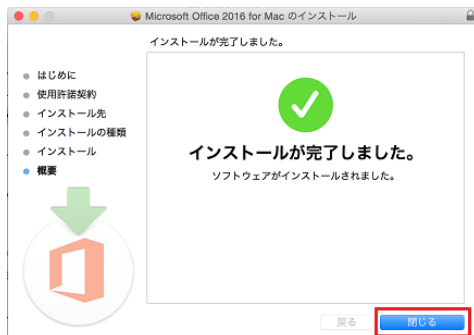 Microsoft Office 2016 for Mac のインストール
インストールが完了しました。
はじめに
使用許諾契約
インストール先
インストールの種類
インストール
概要
インストールが完了しました。
ソフトウェアがインストールされました。
戻る
閉じる